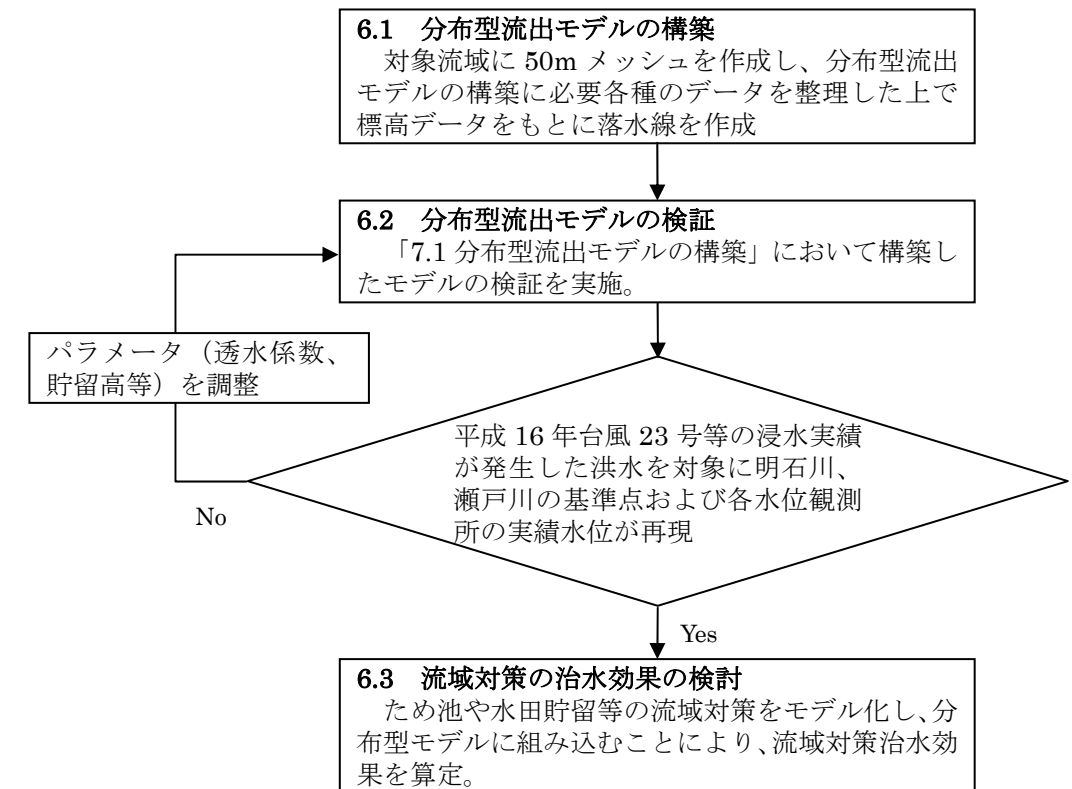 6.1 分布型流出モデルの構築
対象流域に 50m メッシュを作成し、分布型流出
モデルの構築に必要各種のデータを整理した上で
標高データをもとに落水線を作成
6.2 分布型流出モデルの検証
「7.1 分布型流出モデルの構築」において構築し
たモデルの検証を実施。
パラメータ（透水係数、
貯留高等）を調整
平成 16 年台風 23 号等の浸水実績
が発生した洪水を対象に明石川、
瀬戸川の基準点および各水位観測
所の実績水位が再現
No
Yes
6.3 流域対策の治水効果の検討
ため池や水田貯留等の流域対策をモデル化し、分
布型モデルに組み込むことにより、流域対策治水効
果を算定。